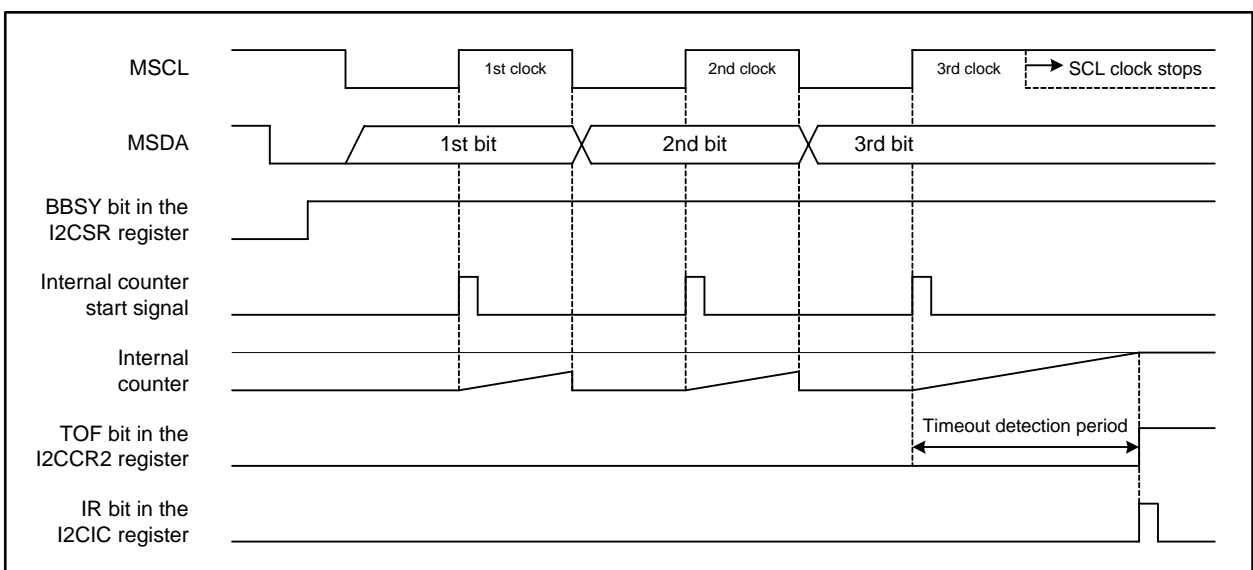 MSCL
1st clock
2nd clock
3rd clock
SCL clock stops
MSDA
1st bit
2nd bit
3rd bit
BBSY bit in the
I2CSR register
Internal counter
start signal
Internal
counter
TOF bit in the
I2CCR2 register
Timeout detection period
IR bit in the
I2CIC register